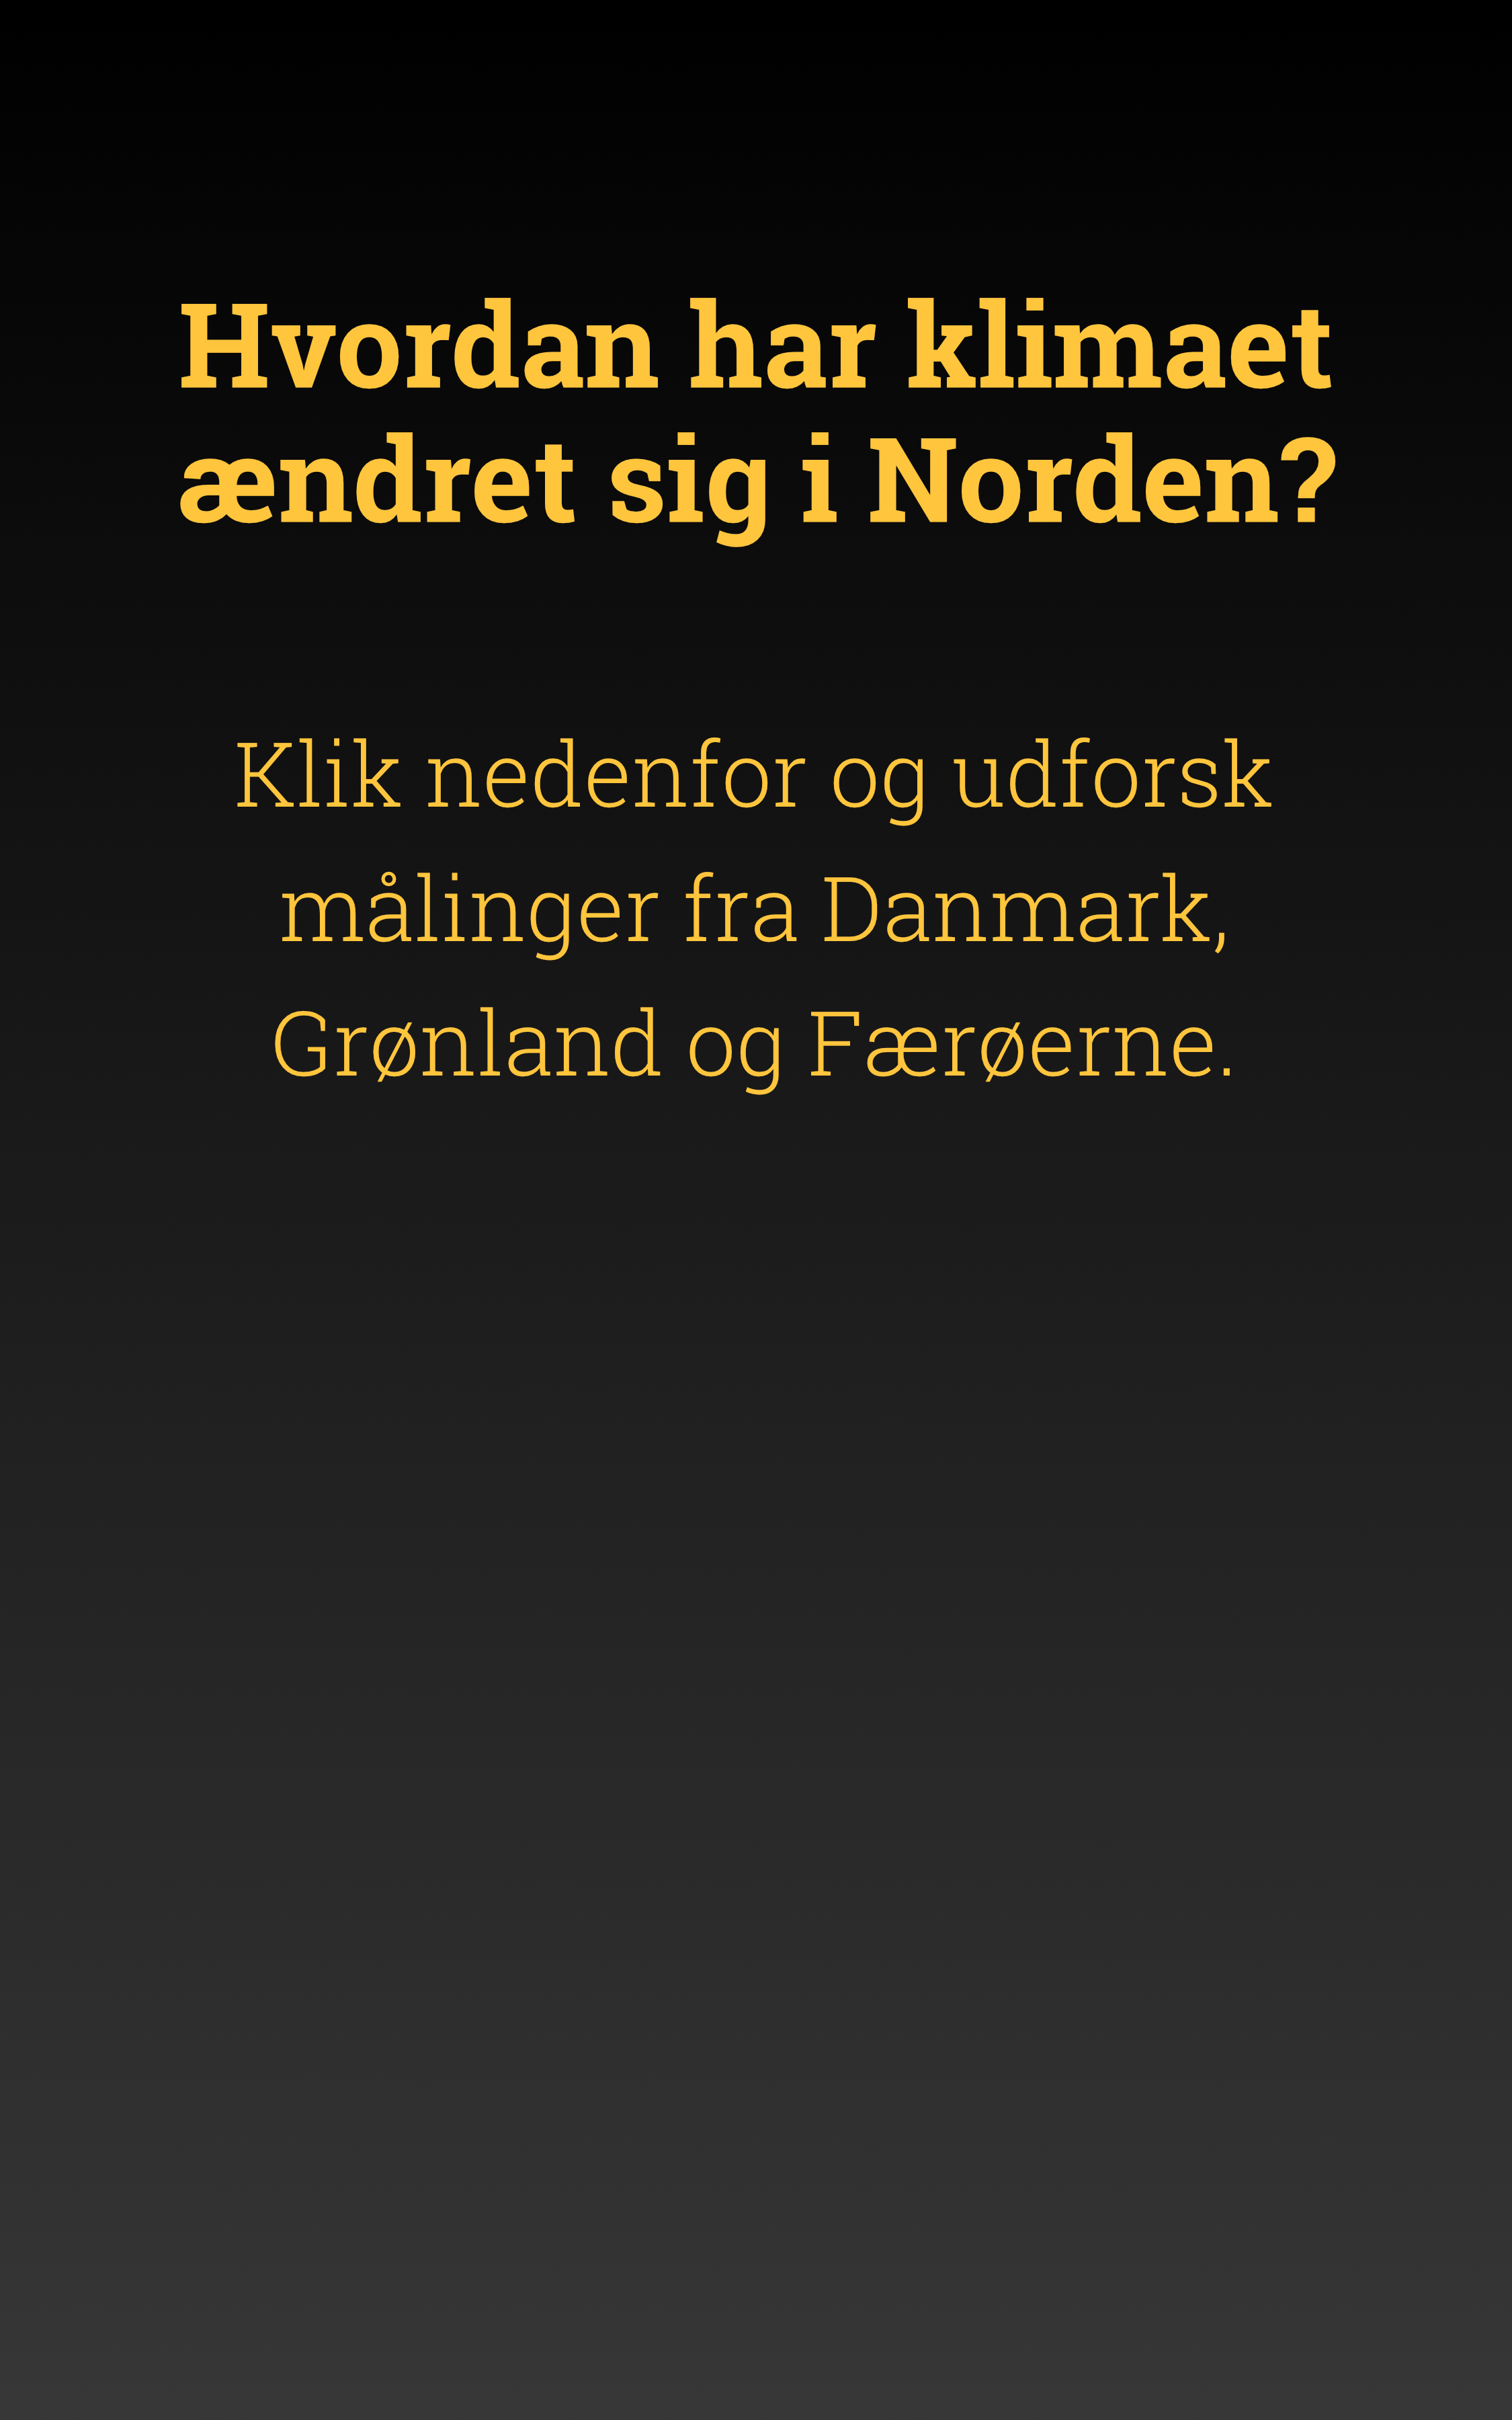 Hvordan har klimaet
ændret sig i Norden?
Klik nedenfor og udforsk
målinger fra Danmark,
Grønland og Færøerne.